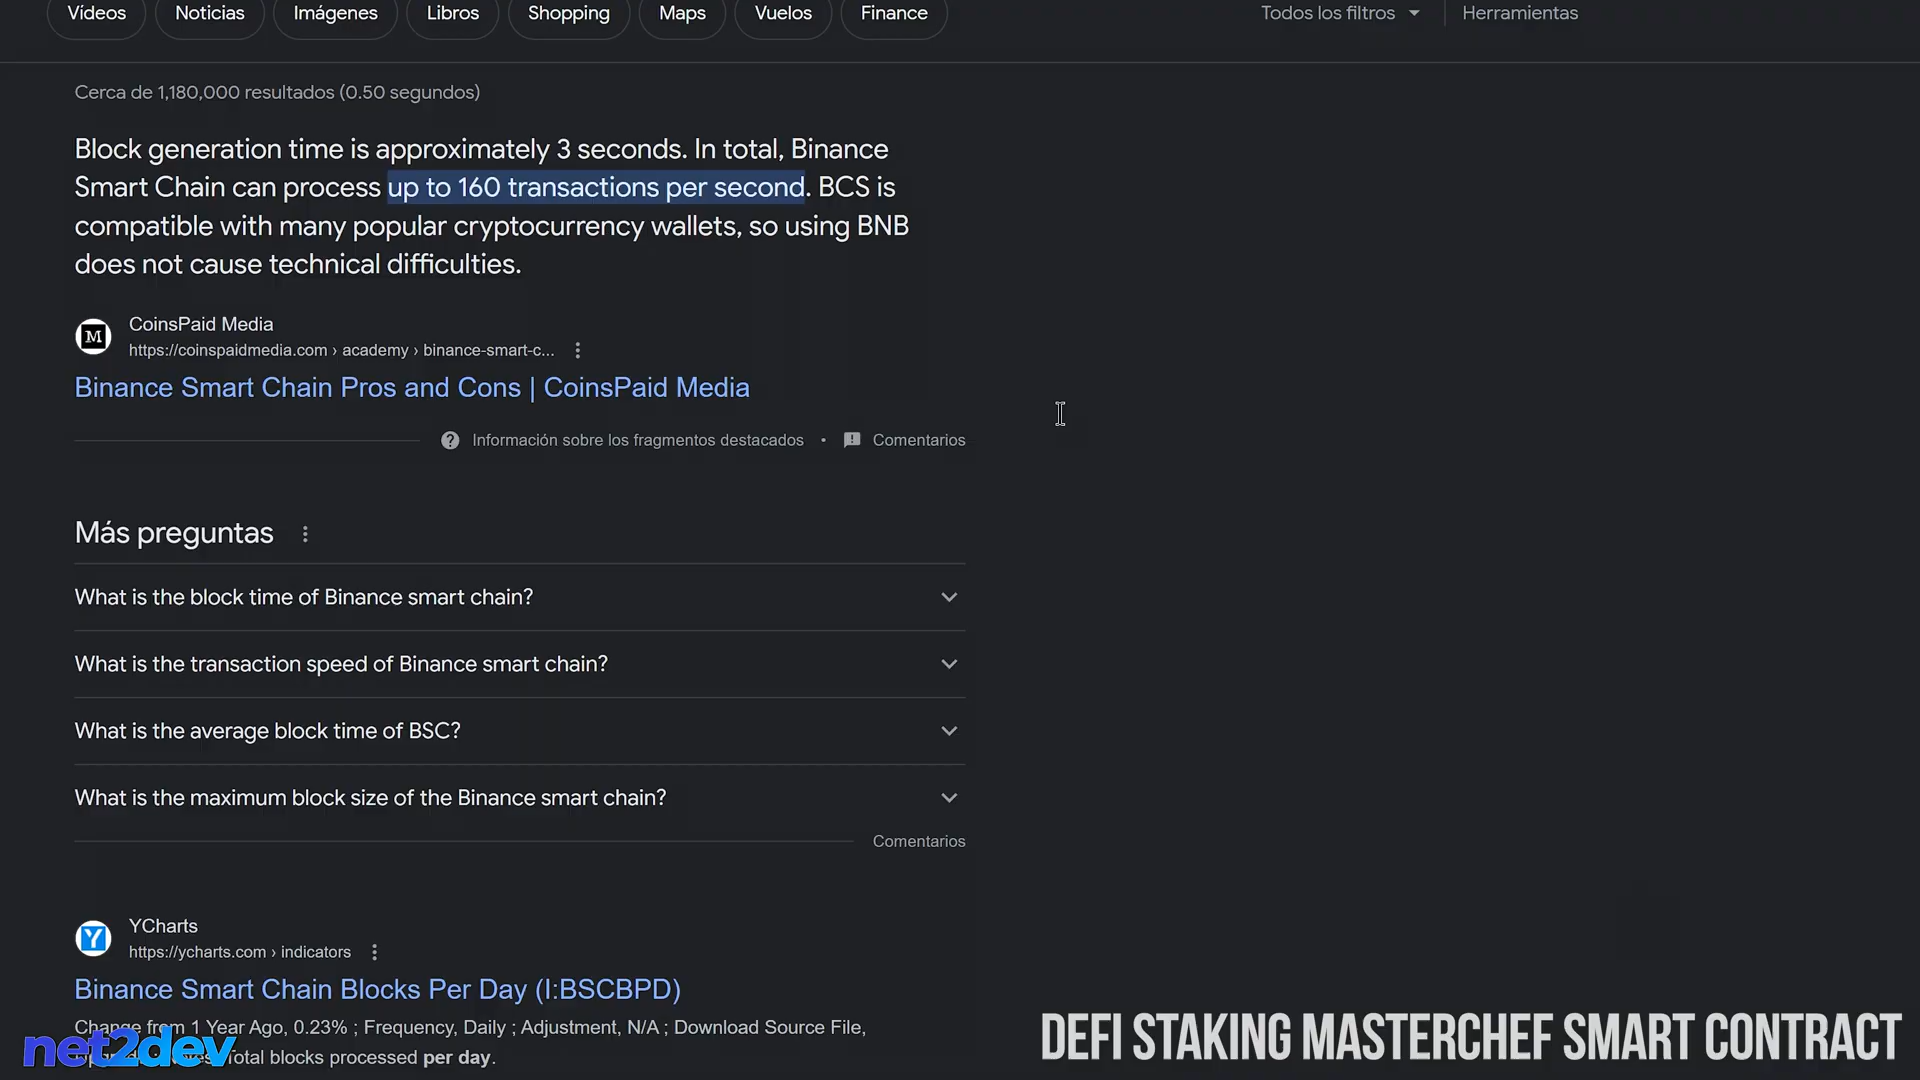 Vídeos
Noticias
Imágenes
Libros
Shopping
Maps
Vuelos
Finance
Todos los filtros
Herramientas
Cerca de 1,180,000 resultados (0.50 segundos)
Block generation time is approximately 3 seconds. In total, Binance
Smart Chain can process up to 160 transactions per second. BCS is
compatible with many popular cryptocurrency wallets, so using BNB
does not cause technical difficulties.
M
CoinsPaid Media
https://coinspaidmedia.com › academy › binance-smart-c...
Binance Smart Chain Pros and Cons | CoinsPaid Media
Información sobre los fragmentos destacados • Comentarios
Más preguntas
What is the block time of Binance smart chain?
What is the transaction speed of Binance smart chain?
What is the average block time of BSC?
What is the maximum block size of the Binance smart chain?
Comentarios
Y
YCharts
https://ycharts.com › indicators
Binance Smart Chain Blocks Per Day (I:BSCBPD)
Change from 1 Year Ago, 0.23% ; Frequency, Daily ; Adjustment, N/A ; Download Source File,
Total blocks processed per day.
net2dev
DEFI STAKING MASTERCHEF SMART CONTRACT